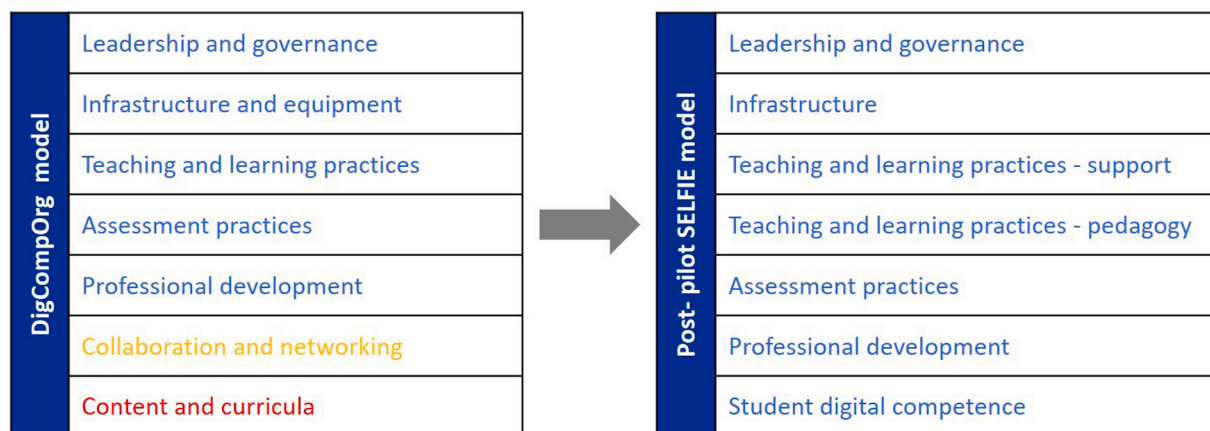 DigCompOrg model
Leadership and governance
Infrastructure and equipment
Teaching and learning practices
Assessment practices
Professional development
Collaboration and networking
Content and curricula
Post- pilot SELFIE model
Leadership and governance
Infrastructure
Teaching and learning practices - support
Teaching and learning practices - pedagogy
Assessment practices
Professional development
Student digital competence